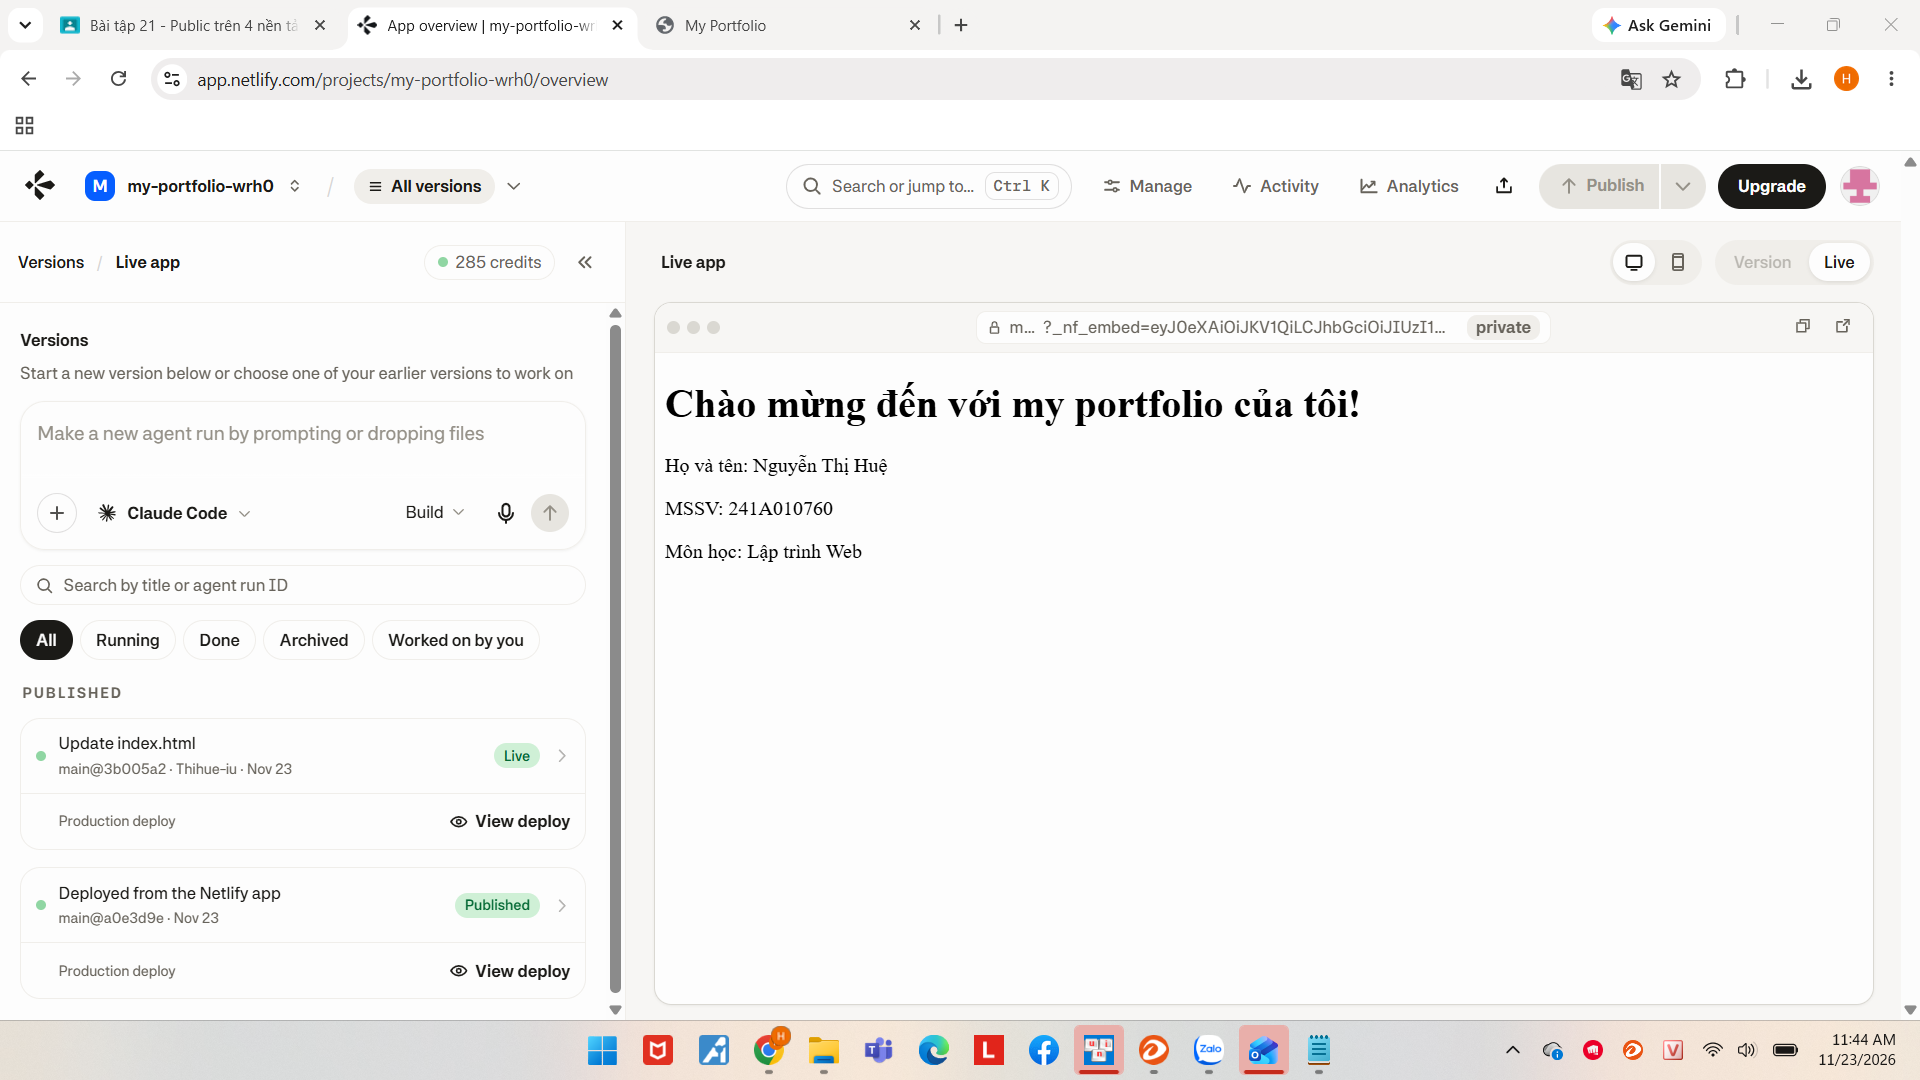 Bài tập 21 - Public trên 4 nền tả
App overview | my-portfolio-wr
My Portfolio
Ask Gemini
app.netlify.com/projects/my-portfolio-wrh0/overview
H
M
my-portfolio-wrh0
/
All versions
Search or jump to...
Ctrl K
Manage
Activity
Analytics
Publish
Upgrade
Versions / Live app
285 credits
Live app
Version
Live
Versions
Start a new version below or choose one of your earlier versions to work on
Make a new agent run by prompting or dropping files
Claude Code
Build
Search by title or agent run ID
All
Running
Done
Archived
Worked on by you
PUBLISHED
Update index.html
main@3b005a2 · Thihue-iu · Nov 23
Live
Production deploy
View deploy
Deployed from the Netlify app
main@a0e3d9e · Nov 23
Published
Production deploy
View deploy
m... ?_nf_embed=eyJ0eXAiOiJKV1QiLCJhbGciOiJIUzI1...
private
Chào mừng đến với my portfolio của tôi!
Họ và tên: Nguyễn Thị Huệ
MSSV: 241A010760
Môn học: Lập trình Web
H
L
Zalo
V
11:44 AM
11/23/2026